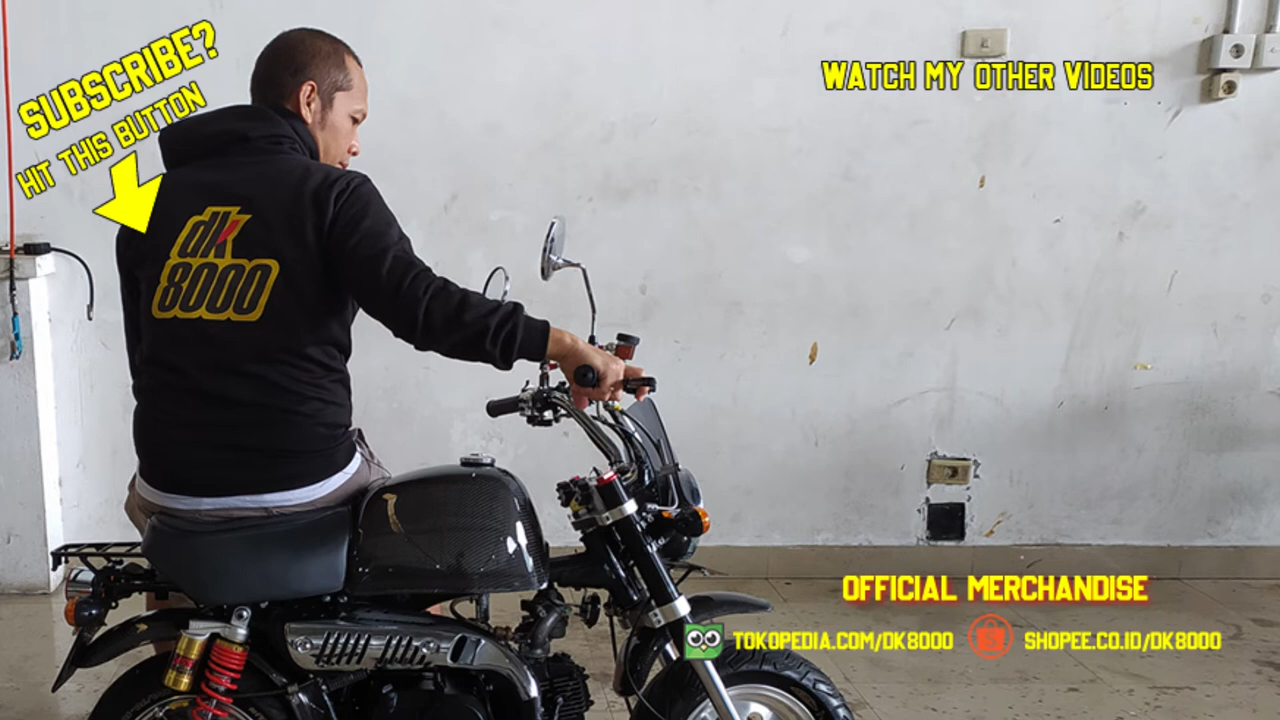 SUBSCRIBE?
HIT THIS BUTTON
WATCH MY OTHER VIDEOS
dk
8000
OFFICIAL MERCHANDISE
TOKOPEDIA.COM/DK8000
SHOPEE.CO.ID/DK8000